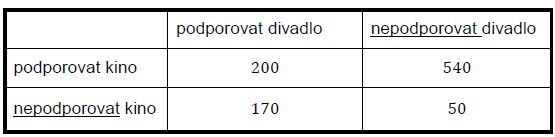 podporovat divadlo nepodporovat divadlo
podporovat kino 200 540
nepodporovat kino 170 50